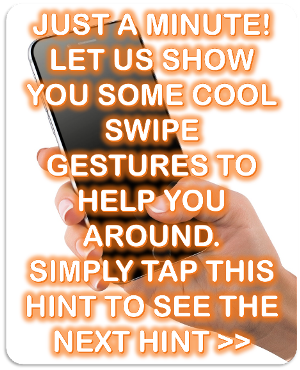 JUST A MINUTE!
LET US SHOW
YOU SOME COOL
SWIPE
GESTURES TO
HELP YOU
AROUND.
SIMPLY TAP THIS
HINT TO SEE THE
NEXT HINT >>